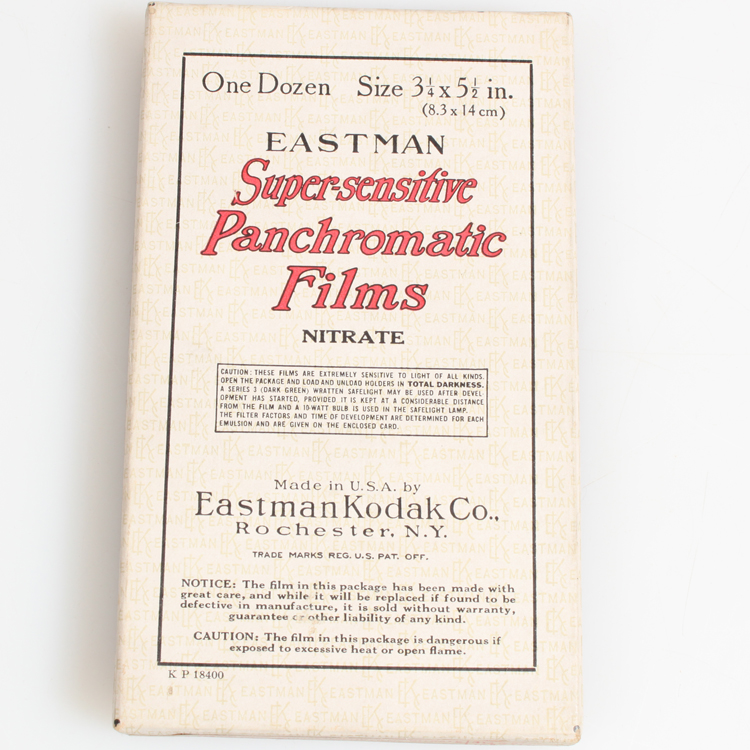 One Dozen Size 3 1/4 x 5 1/2 in.
(8.3 x 14 cm)
EASTMAN
Super-sensitive
Panchromatic
Films
NITRATE
CAUTION: THESE FILMS ARE EXTREMELY SENSITIVE TO LIGHT OF ALL KINDS.
OPEN THE PACKAGE AND LOAD AND UNLOAD HOLDERS IN TOTAL DARKNESS.
A SERIES 3 (DARK GREEN) WRATTEN SAFELIGHT MAY BE USED AFTER DEVEL-
OPMENT HAS STARTED, PROVIDED IT IS KEPT AT A CONSIDERABLE DISTANCE
FROM THE FILM AND A 10-WATT BULB IS USED IN THE SAFELIGHT LAMP.
THE FILTER FACTORS AND TIME OF DEVELOPMENT ARE DETERMINED FOR EACH
EMULSION AND ARE GIVEN ON THE ENCLOSED CARD.
Made in U.S.A. by
Eastman Kodak Co.,
Rochester, N.Y.
TRADE MARKS REG. U.S. PAT. OFF.
NOTICE: The film in this package has been made with
great care, and while it will be replaced if found to be
defective in manufacture, it is sold without warranty,
guarantee or other liability of any kind.
CAUTION: The film in this package is dangerous if
exposed to excessive heat or open flame.
K P 18400